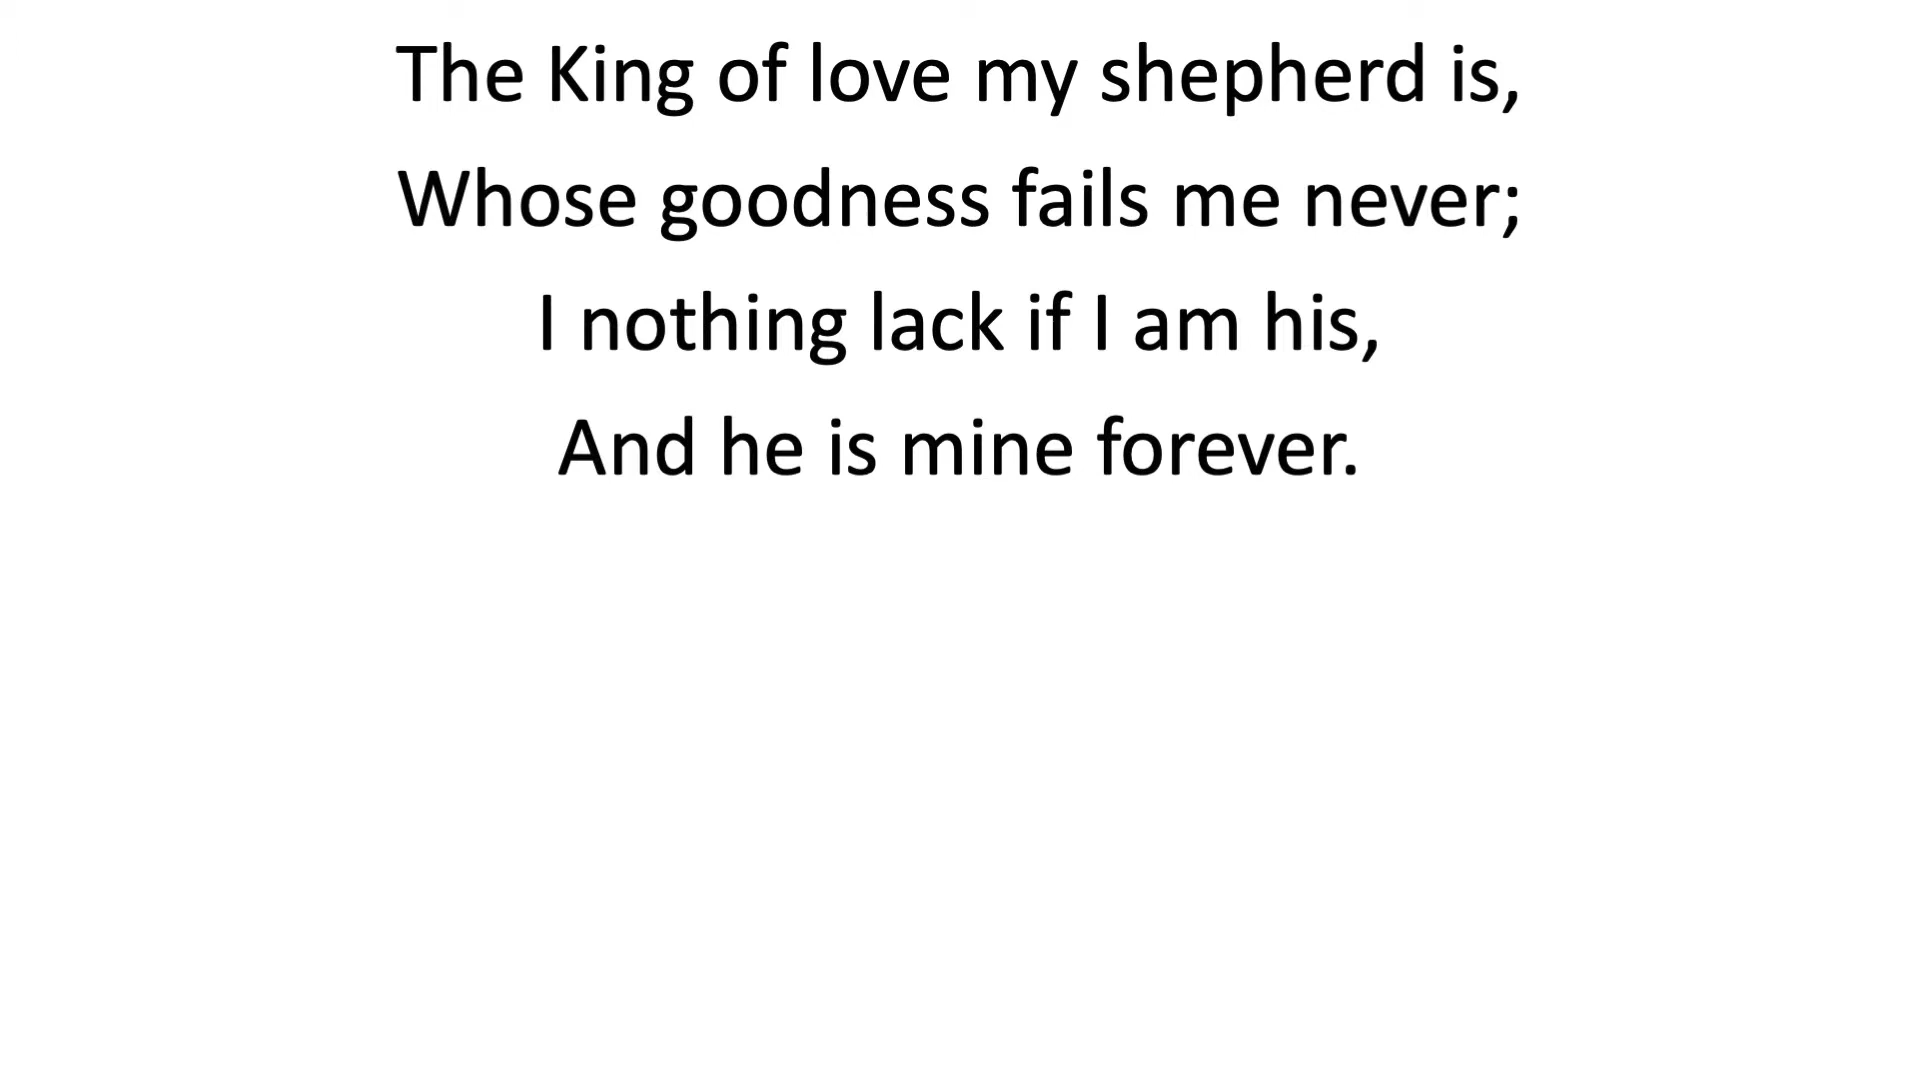 The King of love my shepherd is,
Whose goodness fails me never;
I nothing lack if I am his,
And he is mine forever.